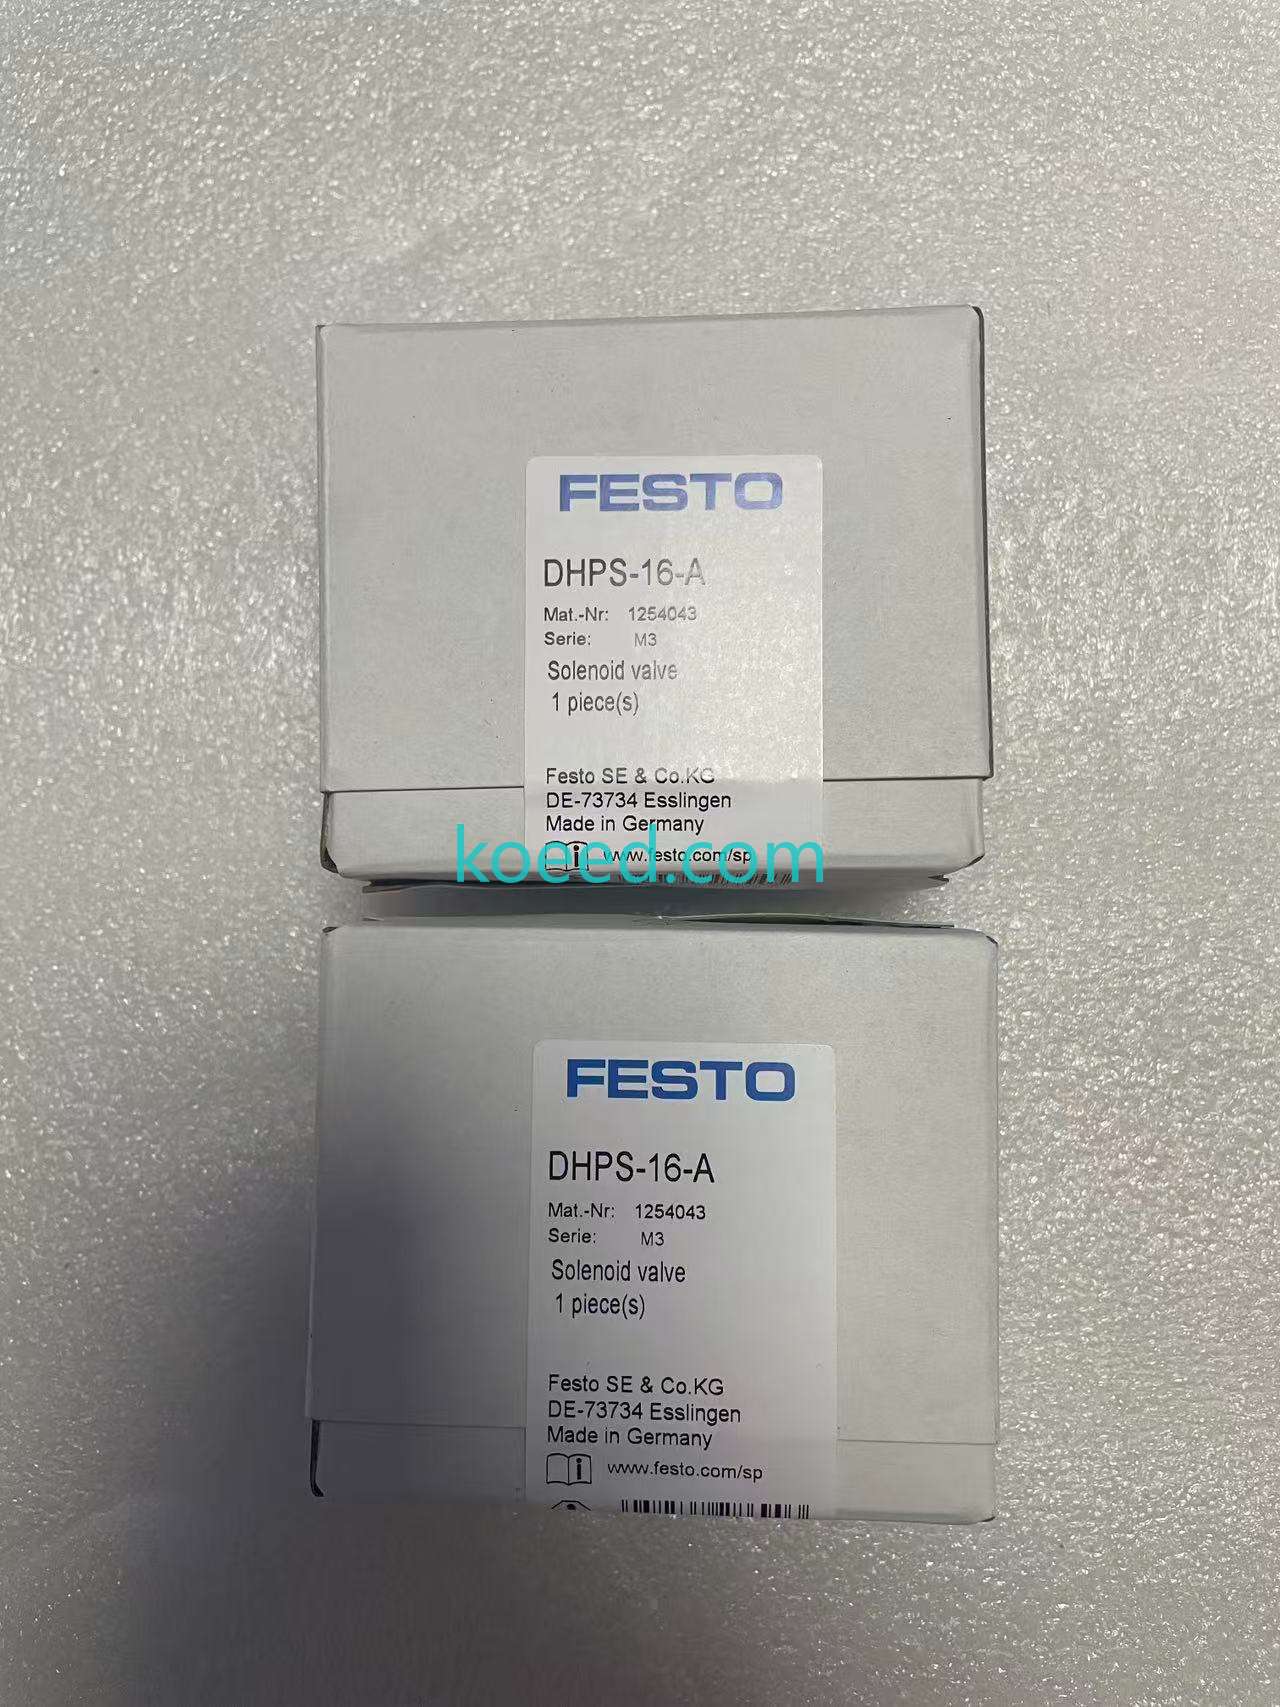 FESTO
DHPS-16-A
Mat.-Nr: 1254043
Serie: M3
Solenoid valve
1 piece(s)
Festo SE & Co.KG
DE-73734 Esslingen
Made in Germany
www.festo.com/sp
koeed.com
FESTO
DHPS-16-A
Mat.-Nr: 1254043
Serie: M3
Solenoid valve
1 piece(s)
Festo SE & Co.KG
DE-73734 Esslingen
Made in Germany
www.festo.com/sp